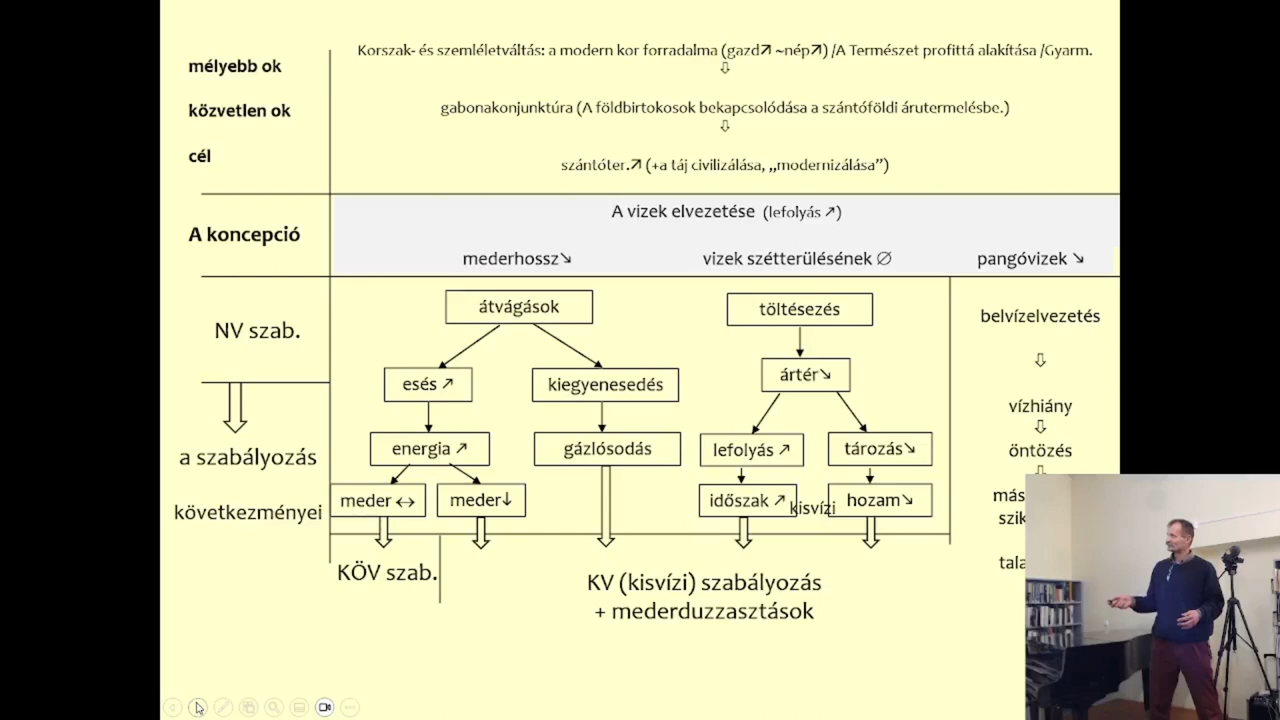 mélyebb ok
Korszak- és szemléletváltás: a modern kor forradalma (gazd↗ ~nép↗) /A Természet profittá alakítása /Gyarm.
⇩
közvetlen ok
gabonakonjunktúra (A földbirtokosok bekapcsolódása a szántóföldi árutermelésbe.)
⇩
cél
szántóter.↗ (+a táj civilizálása, „modernizálása”)
A koncepció
A vizek elvezetése (lefolyás ↗)
mederhossz↘ vizek szétterülésének ∅ pangóvizek ↘
NV szab.
átvágások
töltésezés
belvízelvezetés
esés ↗
kiegyenesedés
ártér↘
vízhiány
a szabályozás
következményei
energia ↗
gázlósodás
lefolyás ↗
tározás↘
öntözés
meder ↔
meder↓
időszak ↗
kisvízi
hozam↘
más
szik
tala
KÖV szab.
KV (kisvízi) szabályozás
+ mederduzzasztások